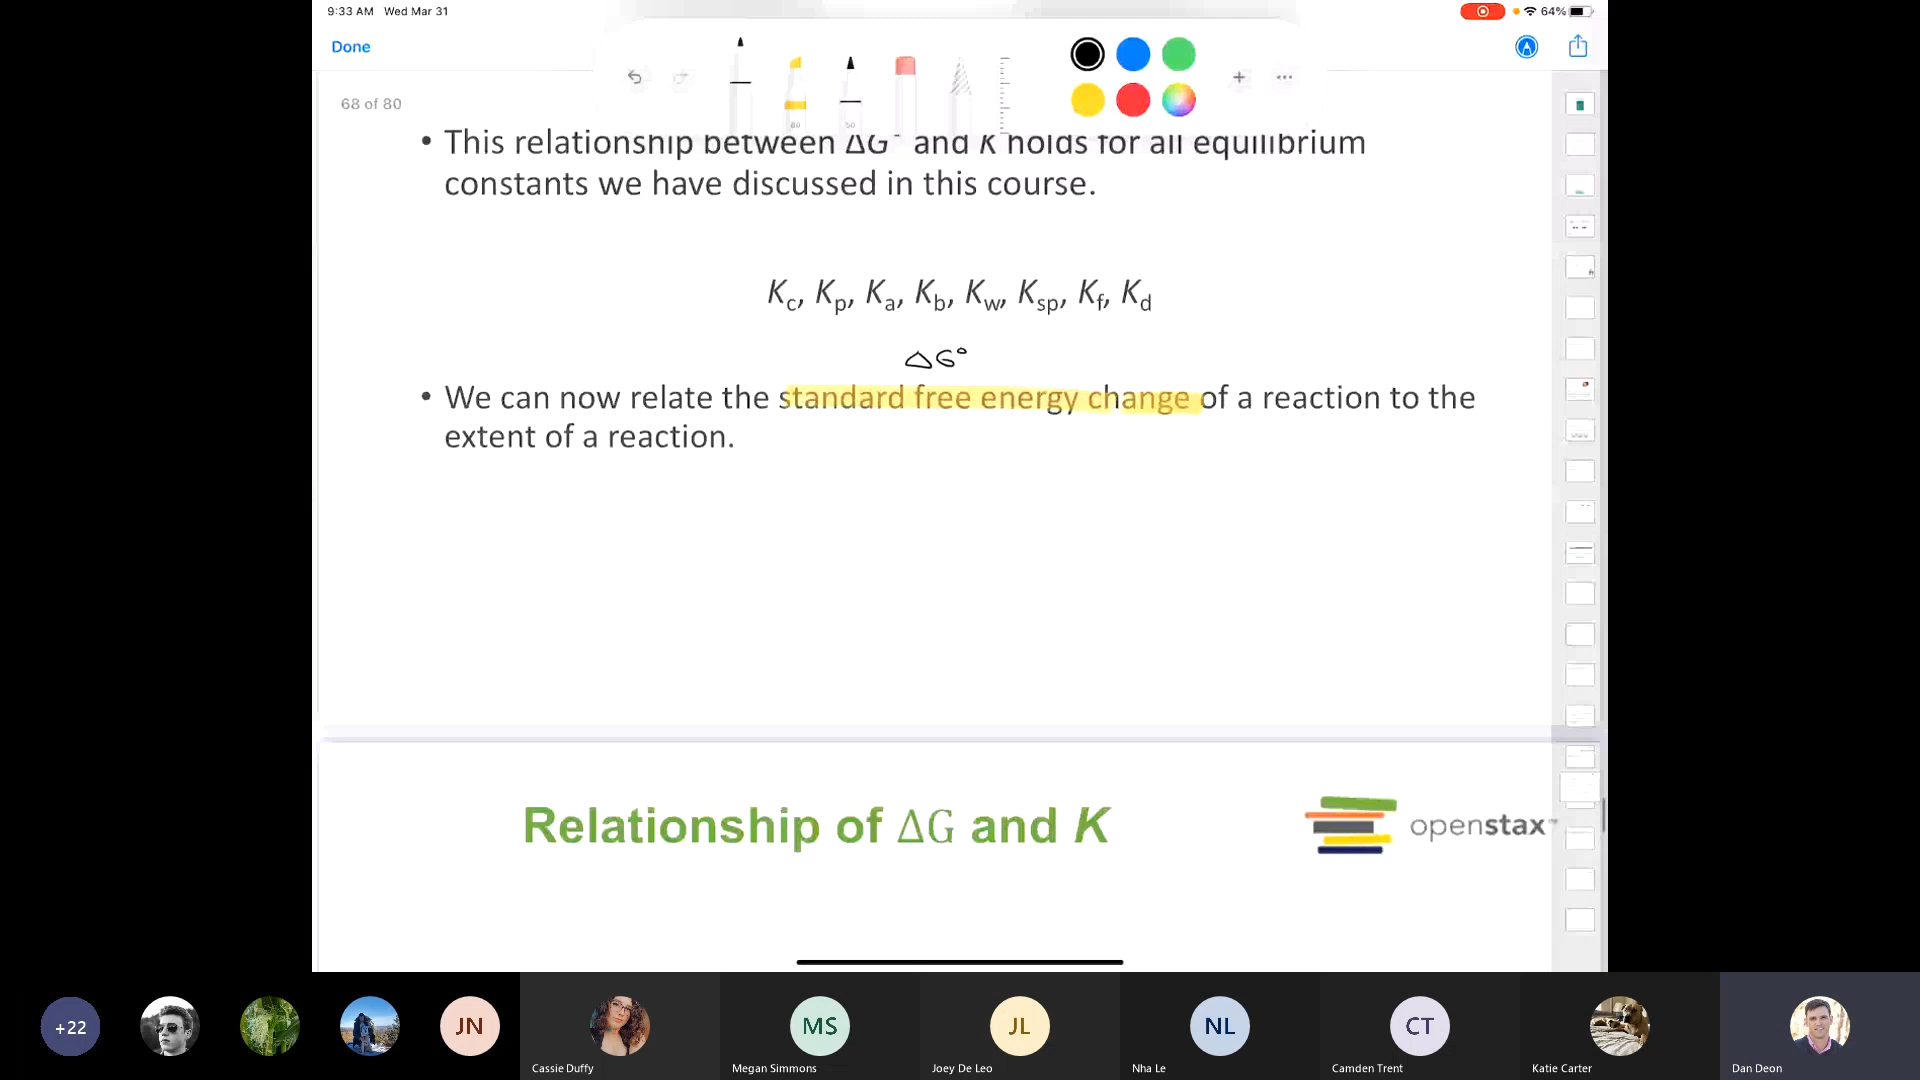 9:33 AM Wed Mar 31
64%
Done
68 of 80
80
50
• This relationship between ΔG° and K holds for all equilibrium
constants we have discussed in this course.
Kc, Kp, Ka, Kb, Kw, Ksp, Kf, Kd
ΔG°
• We can now relate the standard free energy change of a reaction to the
extent of a reaction.
Relationship of ΔG and K
openstax™
+22
JN
MS
JL
NL
CT
Cassie Duffy
Megan Simmons
Joey De Leo
Nha Le
Camden Trent
Katie Carter
Dan Deon